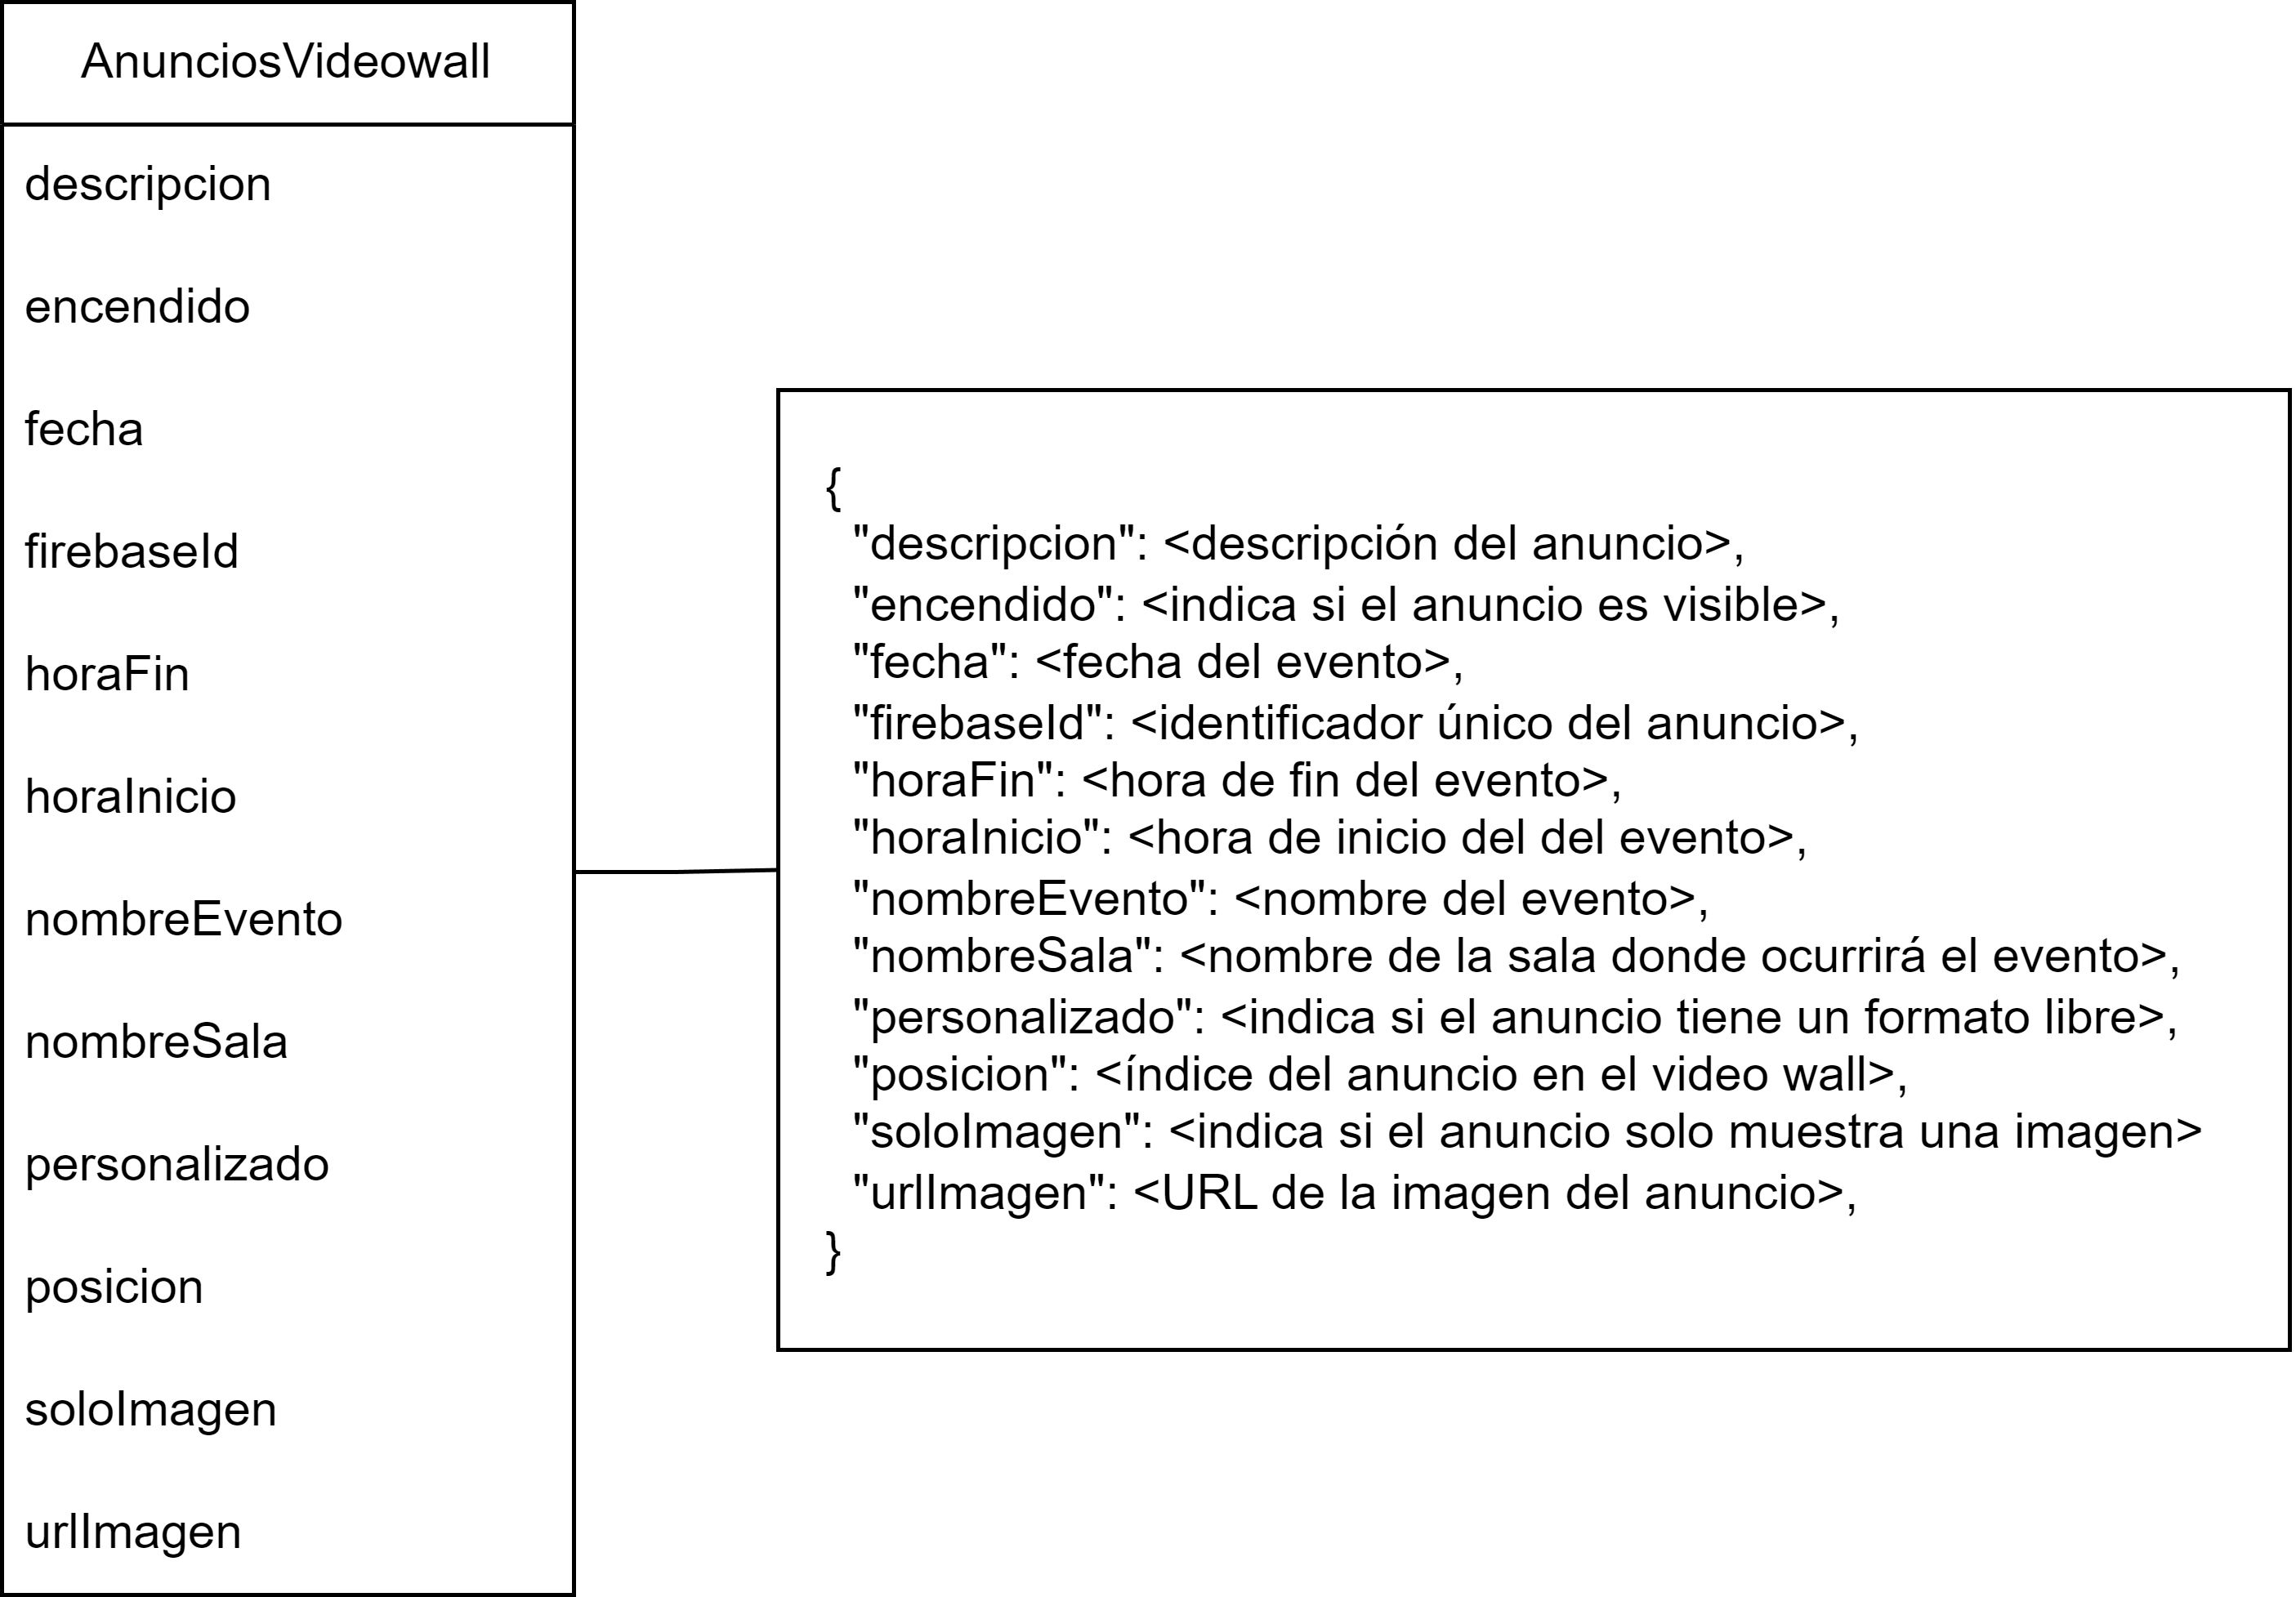 AnunciosVideowall
descripcion
encendido
fecha
firebaseId
horaFin
horaInicio
nombreEvento
nombreSala
personalizado
posicion
soloImagen
urlImagen
{
"descripcion": <descripción del anuncio>,
"encendido": <indica si el anuncio es visible>,
"fecha": <fecha del evento>,
"firebaseId": <identificador único del anuncio>,
"horaFin": <hora de fin del evento>,
"horaInicio": <hora de inicio del del evento>,
"nombreEvento": <nombre del evento>,
"nombreSala": <nombre de la sala donde ocurrirá el evento>,
"personalizado": <indica si el anuncio tiene un formato libre>,
"posicion": <índice del anuncio en el video wall>,
"soloImagen": <indica si el anuncio solo muestra una imagen>
"urlImagen": <URL de la imagen del anuncio>,
}